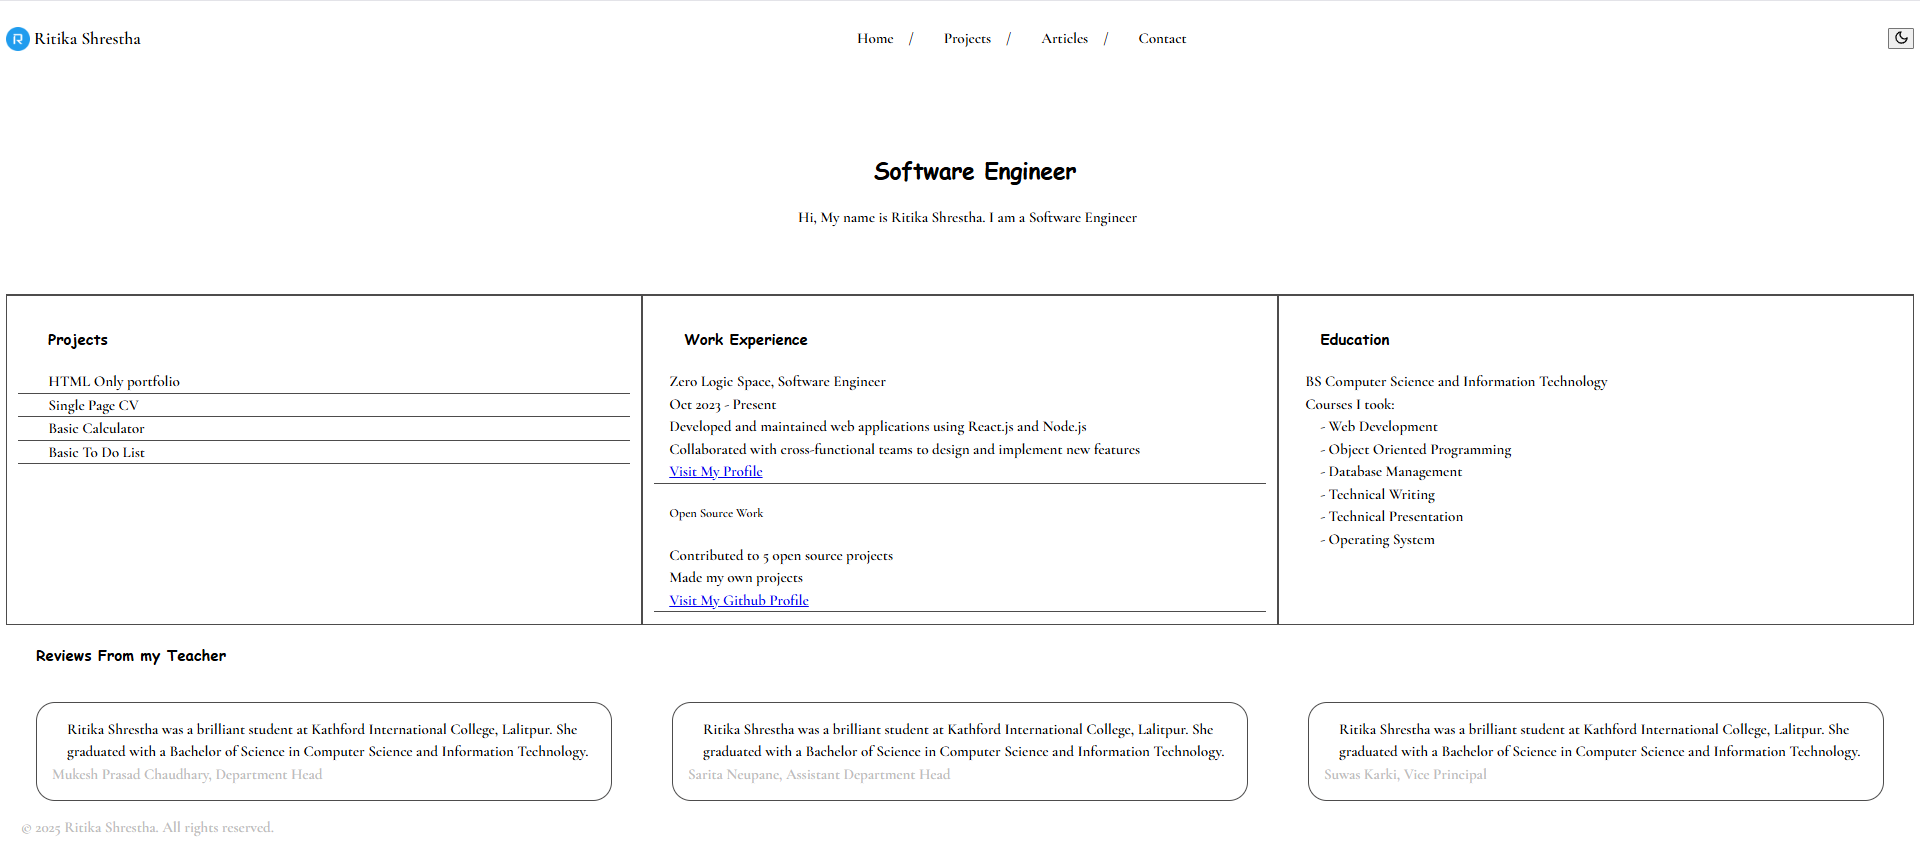 R Ritika Shrestha
Home / Projects / Articles / Contact
Software Engineer
Hi, My name is Ritika Shrestha. I am a Software Engineer
Projects
HTML Only portfolio
Single Page CV
Basic Calculator
Basic To Do List
Work Experience
Zero Logic Space, Software Engineer
Oct 2023 - Present
Developed and maintained web applications using React.js and Node.js
Collaborated with cross-functional teams to design and implement new features
Visit My Profile
Open Source Work
Contributed to 5 open source projects
Made my own projects
Visit My Github Profile
Education
BS Computer Science and Information Technology
Courses I took:
- Web Development
- Object Oriented Programming
- Database Management
- Technical Writing
- Technical Presentation
- Operating System
Reviews From my Teacher
Ritika Shrestha was a brilliant student at Kathford International College, Lalitpur. She
graduated with a Bachelor of Science in Computer Science and Information Technology.
Mukesh Prasad Chaudhary, Department Head
Ritika Shrestha was a brilliant student at Kathford International College, Lalitpur. She
graduated with a Bachelor of Science in Computer Science and Information Technology.
Sarita Neupane, Assistant Department Head
Ritika Shrestha was a brilliant student at Kathford International College, Lalitpur. She
graduated with a Bachelor of Science in Computer Science and Information Technology.
Suwas Karki, Vice Principal
© 2025 Ritika Shrestha. All rights reserved.